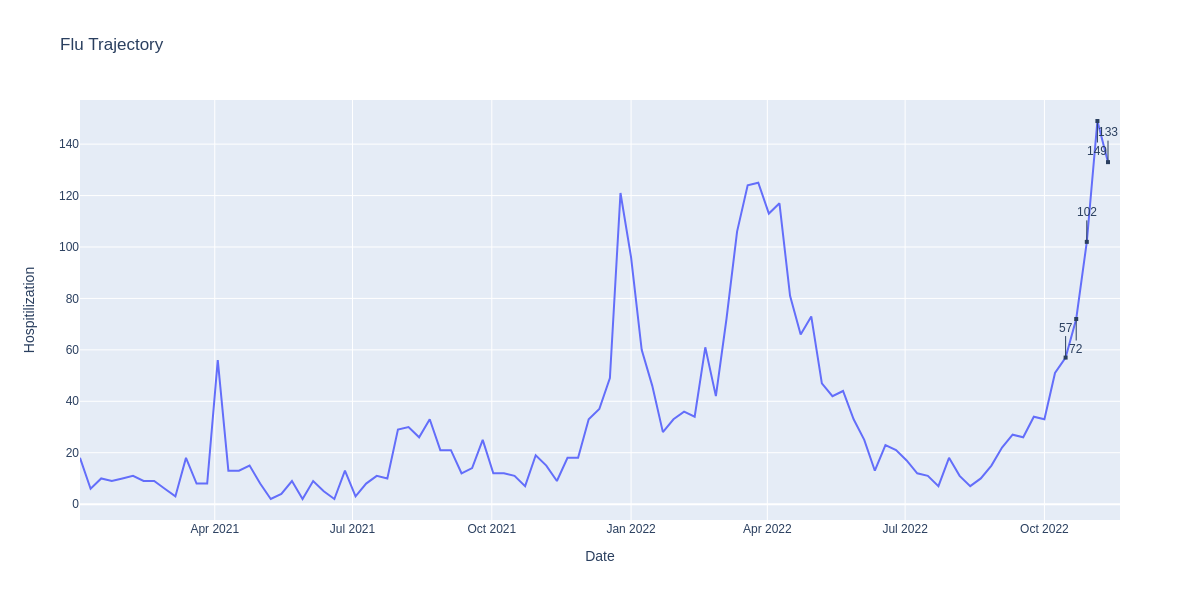 Flu Trajectory
Hospitilization
140
120
100
80
60
40
20
0
133
149
102
57
72
Apr 2021
Jul 2021
Oct 2021
Jan 2022
Apr 2022
Jul 2022
Oct 2022
Date